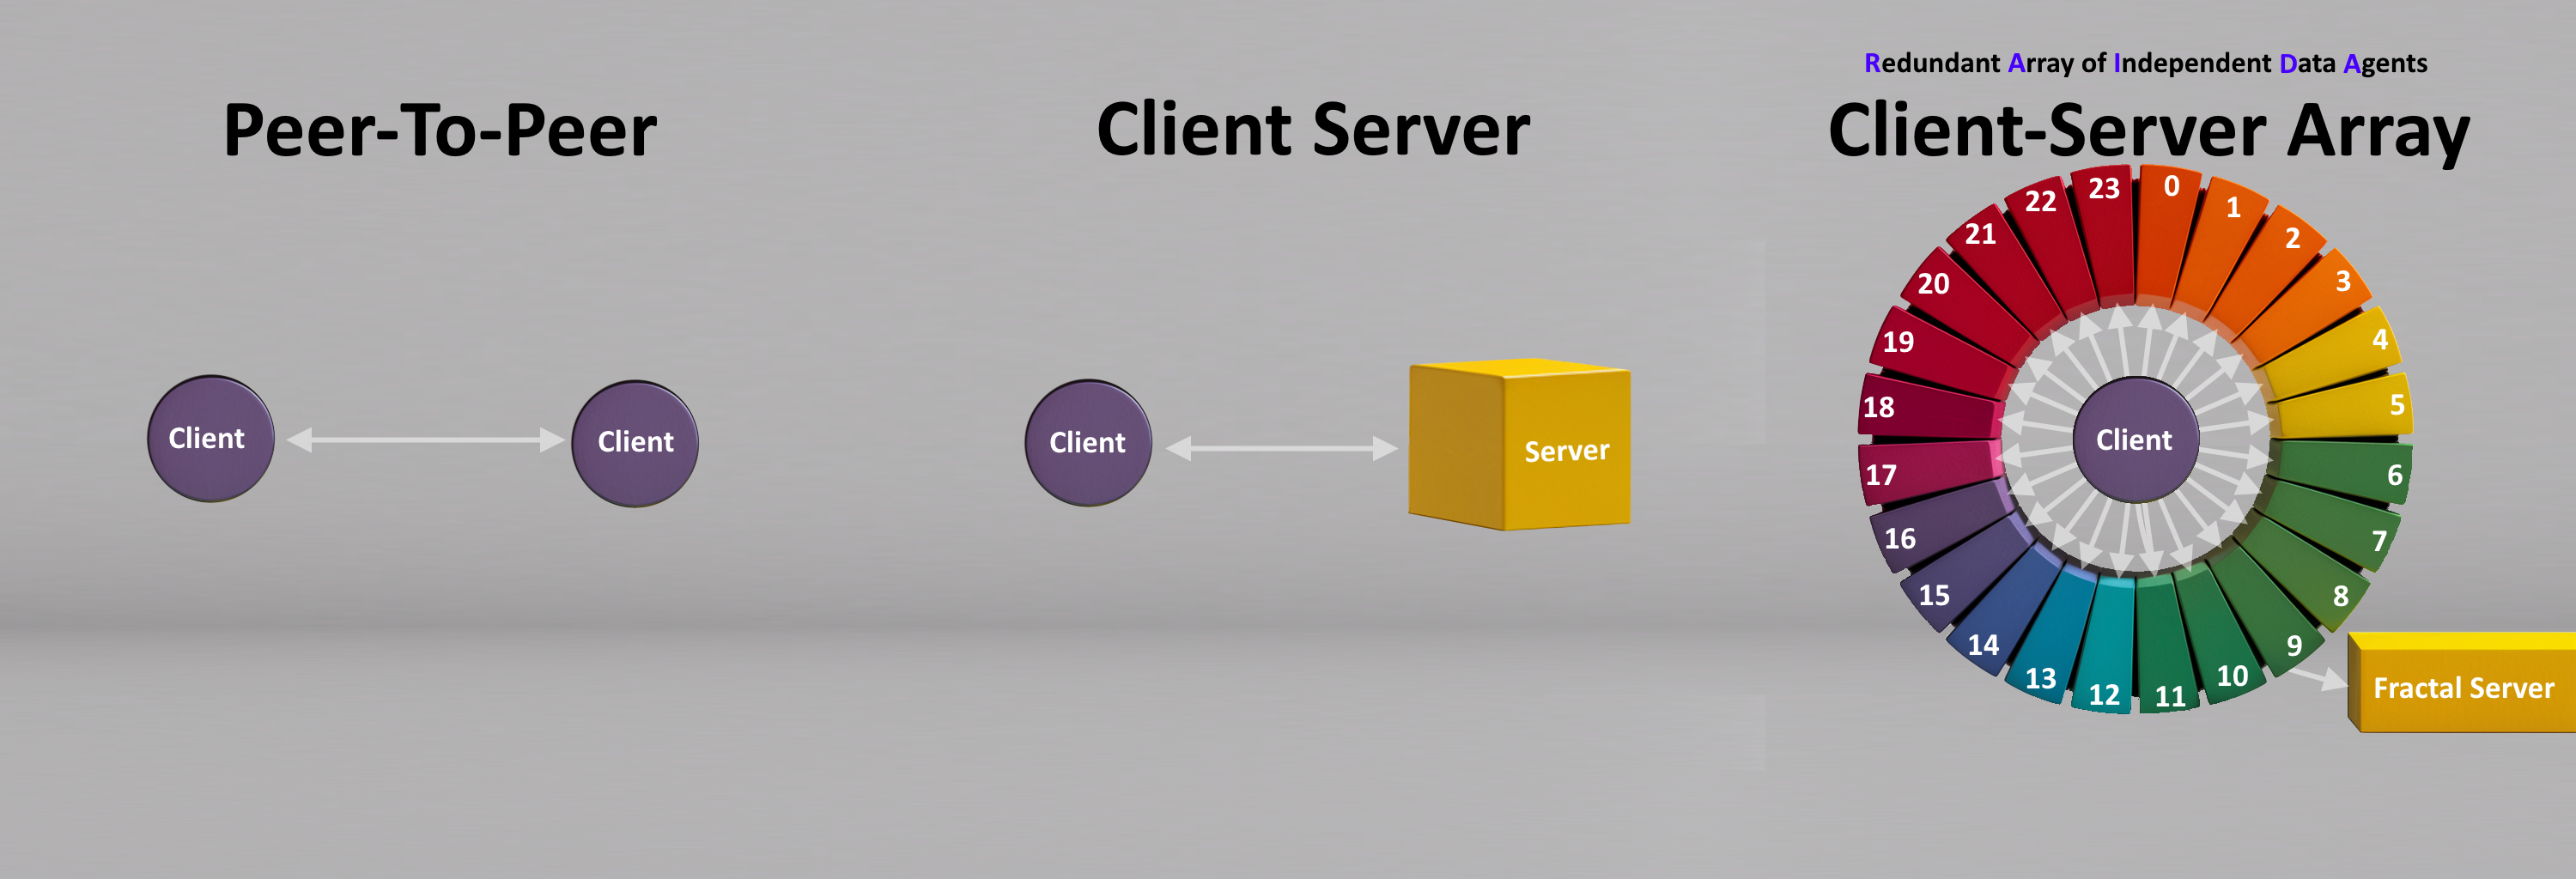 Peer-To-Peer
Client
Client
Client Server
Client
Server
Redundant Array of Independent Data Agents
Client-Server Array
0
1
2
3
4
5
6
7
8
9
10
11
12
13
14
15
16
17
18
19
20
21
22
23
Client
Fractal Server